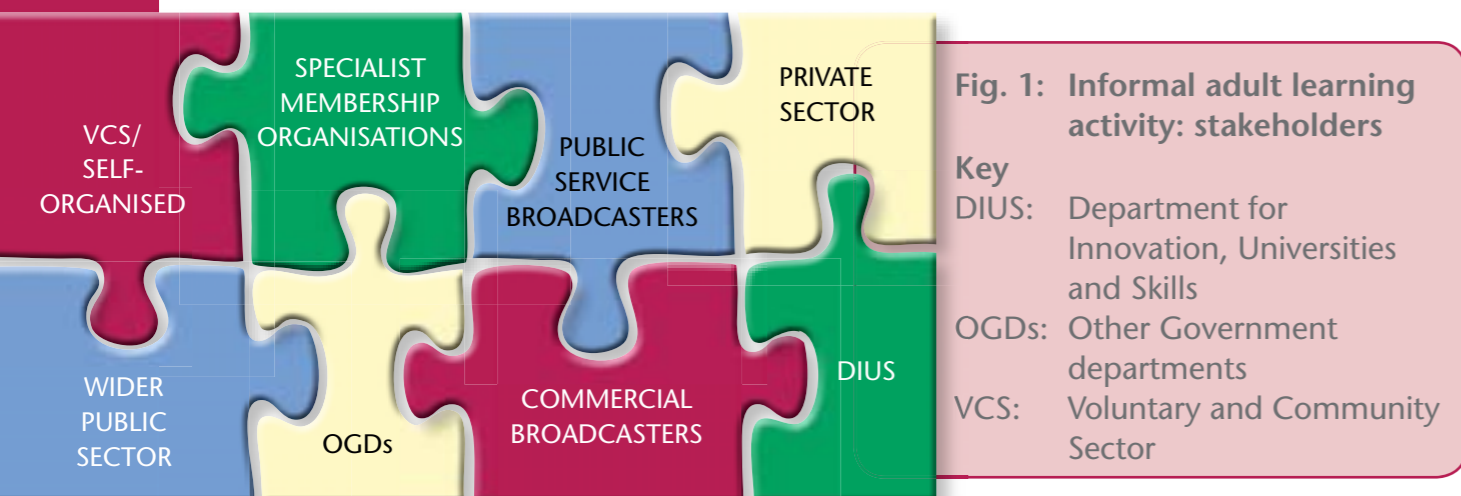 VCS/
SELF-
ORGANISED
SPECIALIST
MEMBERSHIP
ORGANISATIONS
PUBLIC
SERVICE
BROADCASTERS
PRIVATE
SECTOR
WIDER
PUBLIC
SECTOR
OGDs
COMMERCIAL
BROADCASTERS
DIUS
Fig. 1: Informal adult learning
activity: stakeholders
Key
DIUS: Department for
Innovation, Universities
and Skills
OGDs: Other Government
departments
VCS: Voluntary and Community
Sector